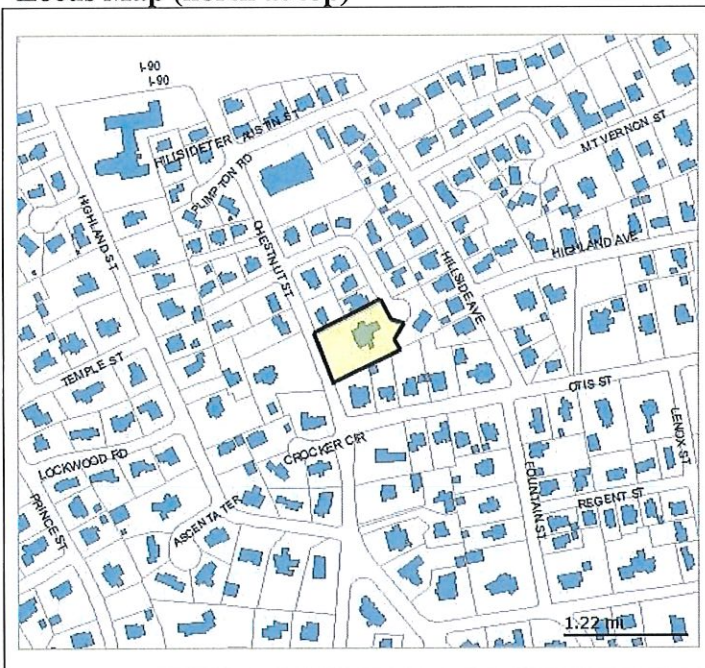 Locus Map (north at top)
I-90
I-90
HILLSIDE TER
AUSTIN ST
MT VERNON ST
PLIMPTON RD
HIGHLAND ST
CHESTNUT ST
HILLSIDE AVE
HIGHLAND AVE
TEMPLE ST
OTIS ST
LENOX ST
CROCKER CIR
LOCKWOOD RD
FOUNTAIN ST
REGENT ST
PRINCE ST
ASCENTA TER
1.22 mi